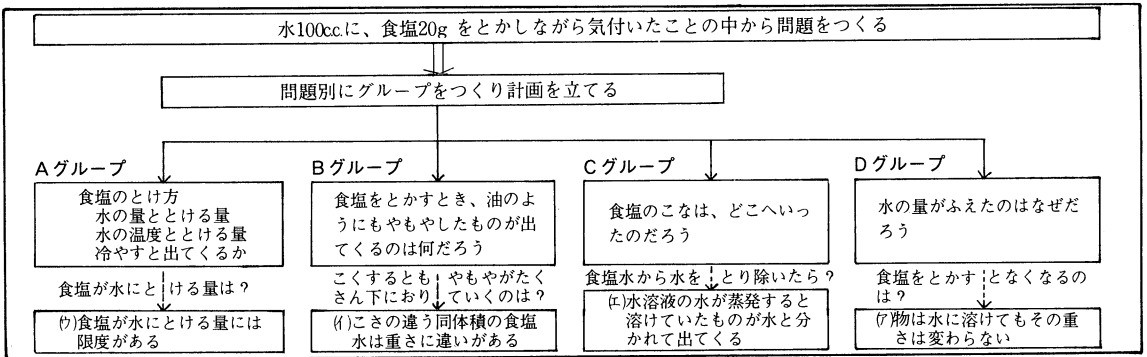 水100c.c.に、食塩20gをとかしながら気付いたことの中から問題をつくる
問題別にグループをつくり計画を立てる
Aグループ
食塩のとけ方
水の量ととける量
水の温度ととける量
冷やすと出てくるか
食塩が水にとける量は?
(ウ)食塩が水にとける量には
限度がある
Bグループ
食塩をとかすとき、油のよ
うにもやもやしたものが出
てくるのは何だろう
こくするともやもやがたく
さん下におりていくのは?
(イ)こさの違う同体積の食塩
水は重さに違いがある
Cグループ
食塩のこなは、どこへいっ
たのだろう
食塩水から水をとり除いたら?
(エ)水溶液の水が蒸発すると
溶けていたものが水と分
かれて出てくる
Dグループ
水の量がふえたのはなぜだ
ろう
食塩をとかすとなくなるの
は?
(ア)物は水に溶けてもその重
さは変わらない